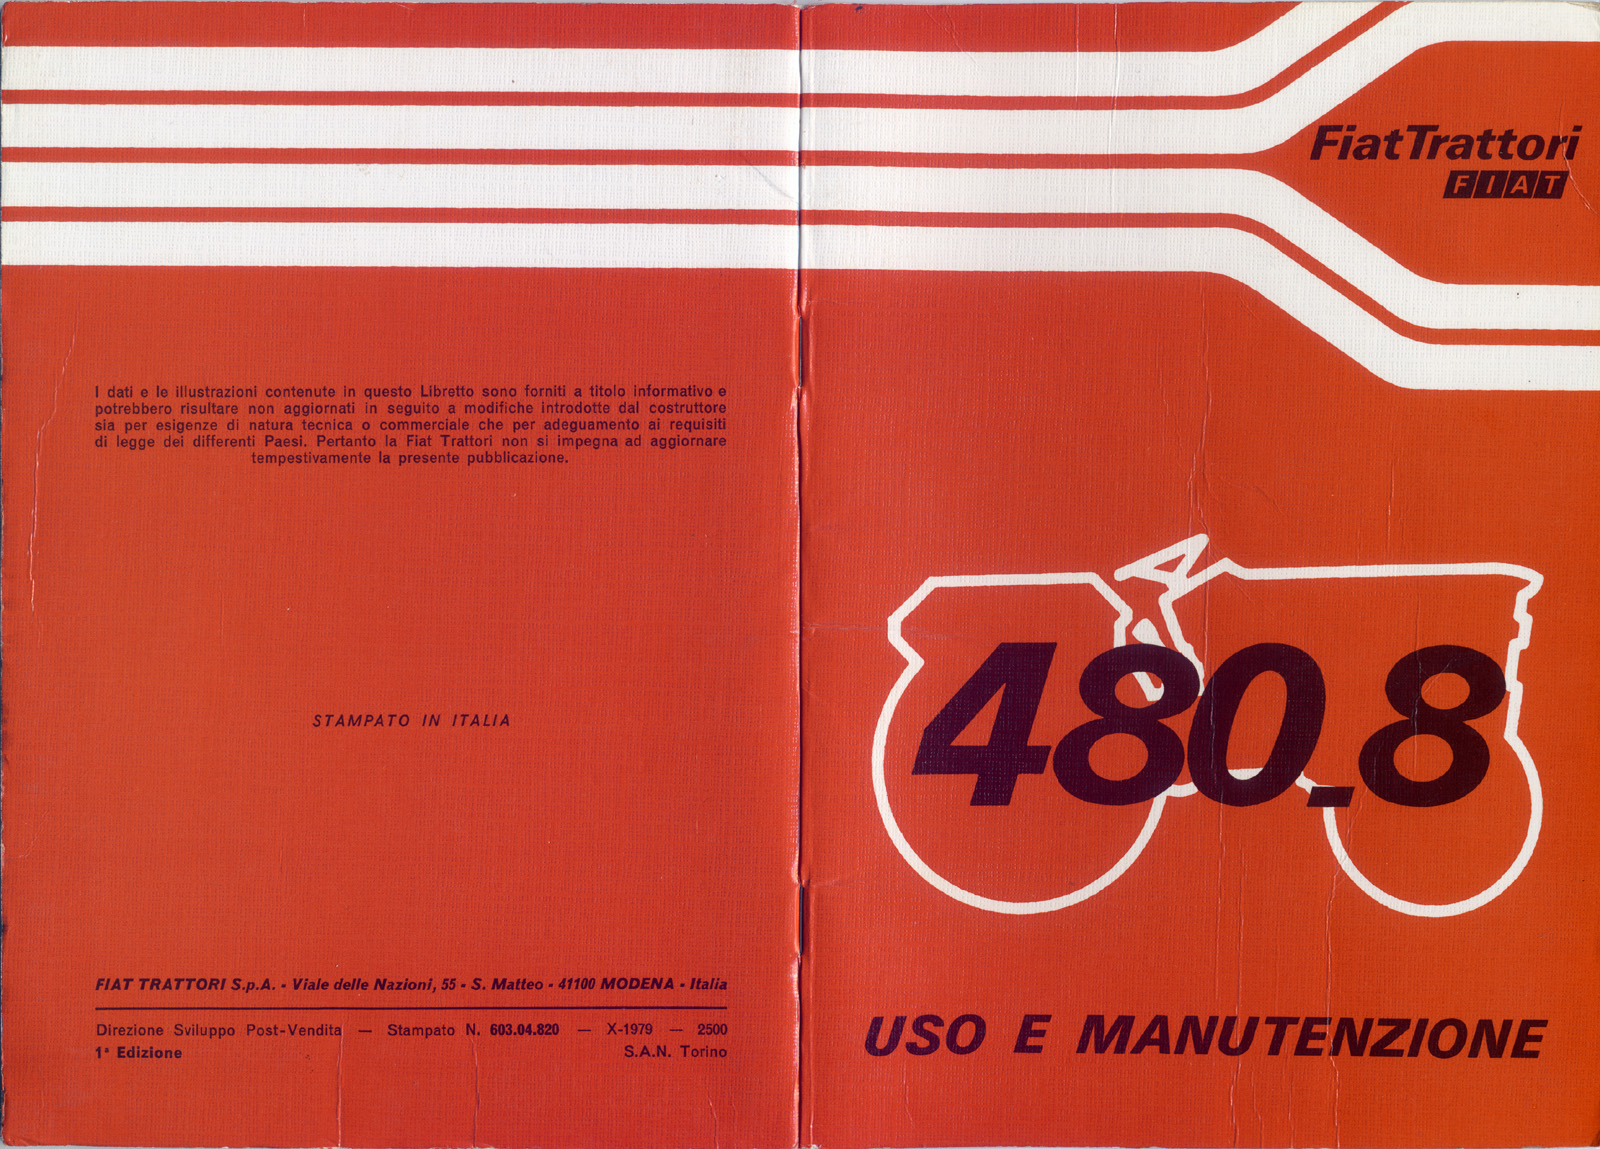 I dati e le illustrazioni contenute in questo Libretto sono forniti a titolo informativo e
potrebbero risultare non aggiornati in seguito a modifiche introdotte dal costruttore
sia per esigenze di natura tecnica o commerciale che per adeguamento ai requisiti
di legge dei differenti Paesi. Pertanto la Fiat Trattori non si impegna ad aggiornare
tempestivamente la presente pubblicazione.
STAMPATO IN ITALIA
FIAT TRATTORI S.p.A. - Viale delle Nazioni, 55 - S. Matteo - 41100 MODENA - Italia
Direzione Sviluppo Post-Vendita — Stampato N. 603.04.820 — X-1979 — 2500
1ª Edizione S.A.N. Torino
Fiat Trattori
FIAT
480.8
USO E MANUTENZIONE